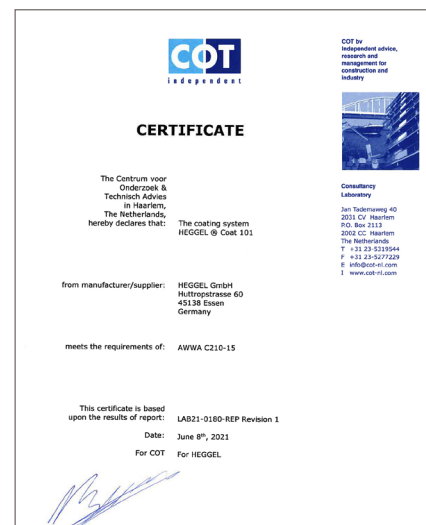 COT
independent
COT bv
Independent advice,
research and
management for
construction and
industry
CERTIFICATE
Consultancy
Laboratory
Jan Tademaweg 40
2031 CV Haarlem
P.O. Box 2113
2002 CC Haarlem
The Netherlands
T +31 23-5319544
F +31 23-5277229
E info@cot-nl.com
I www.cot-nl.com
The Centrum voor
Onderzoek &
Technisch Advies
in Haarlem,
The Netherlands,
hereby declares that: The coating system
HEGGEL ® Coat 101
from manufacturer/supplier: HEGGEL GmbH
Huttropstrasse 60
45138 Essen
Germany
meets the requirements of: AWWA C210-15
This certificate is based
upon the results of report: LAB21-0180-REP Revision 1
Date: June 8th, 2021
For COT For HEGGEL